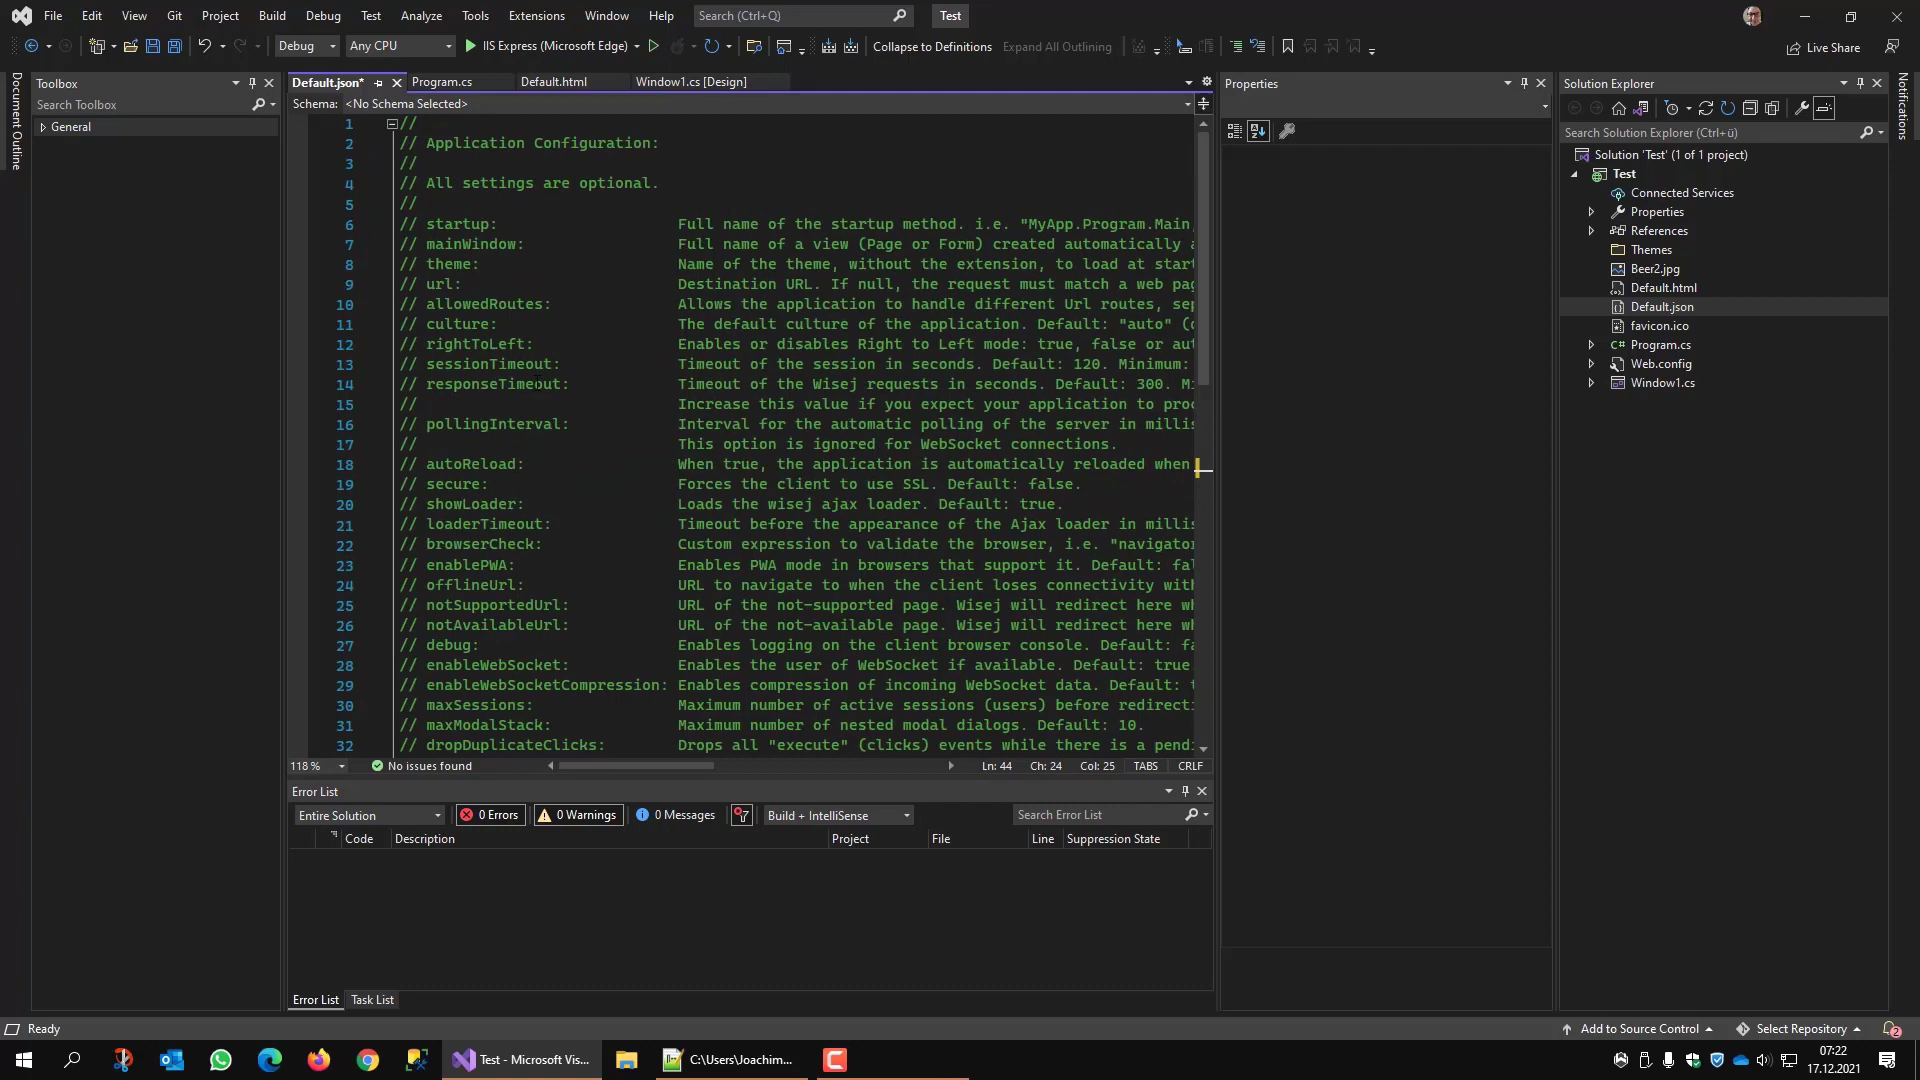 File Edit View Git Project Build Debug Test Analyze Tools Extensions Window Help Search (Ctrl+Q) Test
Debug Any CPU IIS Express (Microsoft Edge) Collapse to Definitions Expand All Outlining Live Share
Document Outline
Toolbox
Search Toolbox
General
Default.json* Program.cs Default.html Window1.cs [Design]
Schema: <No Schema Selected>
1 //
2 // Application Configuration:
3 //
4 // All settings are optional.
5 //
6 // startup: Full name of the startup method. i.e. "MyApp.Program.Main,
7 // mainWindow: Full name of a view (Page or Form) created automatically
8 // theme: Name of the theme, without the extension, to load at star
9 // url: Destination URL. If null, the request must match a web pag
10 // allowedRoutes: Allows the application to handle different Url routes, sep
11 // culture: The default culture of the application. Default: "auto" (
12 // rightToLeft: Enables or disables Right to Left mode: true, false or au
13 // sessionTimeout: Timeout of the session in seconds. Default: 120. Minimum:
14 // responseTimeout: Timeout of the Wisej requests in seconds. Default: 300. Mi
15 // Increase this value if you expect your application to pro
16 // pollingInterval: Interval for the automatic polling of the server in millis
17 // This option is ignored for WebSocket connections.
18 // autoReload: When true, the application is automatically reloaded when
19 // secure: Forces the client to use SSL. Default: false.
20 // showLoader: Loads the wisej ajax loader. Default: true.
21 // loaderTimeout: Timeout before the appearance of the Ajax loader in millis
22 // browserCheck: Custom expression to validate the browser, i.e. "navigator
23 // enablePWA: Enables PWA mode in browsers that support it. Default: fal
24 // offlineUrl: URL to navigate to when the client loses connectivity wit
25 // notSupportedUrl: URL of the not-supported page. Wisej will redirect here w
26 // notAvailableUrl: URL of the not-available page. Wisej will redirect here w
27 // debug: Enables logging on the client browser console. Default: fa
28 // enableWebSocket: Enables the user of WebSocket if available. Default: true
29 // enableWebSocketCompression: Enables compression of incoming WebSocket data. Default: t
30 // maxSessions: Maximum number of active sessions (users) before redirect
31 // maxModalStack: Maximum number of nested modal dialogs. Default: 10.
32 // dropDuplicateClicks: Drops all "execute" (clicks) events while there is a pend
118 % No issues found Ln: 44 Ch: 24 Col: 25 TABS CRLF
Error List
Entire Solution 0 Errors 0 Warnings 0 Messages Build + IntelliSense Search Error List
Code Description Project File Line Suppression State
Error List Task List
Properties
Solution Explorer
Search Solution Explorer (Ctrl+ü)
Solution 'Test' (1 of 1 project)
Test
Connected Services
Properties
References
Themes
Beer2.jpg
Default.html
Default.json
favicon.ico
Program.cs
Web.config
Window1.cs
Notifications
Ready Add to Source Control Select Repository 2
Test - Microsoft Vis... C:\Users\Joachim... 07:22
17.12.2021